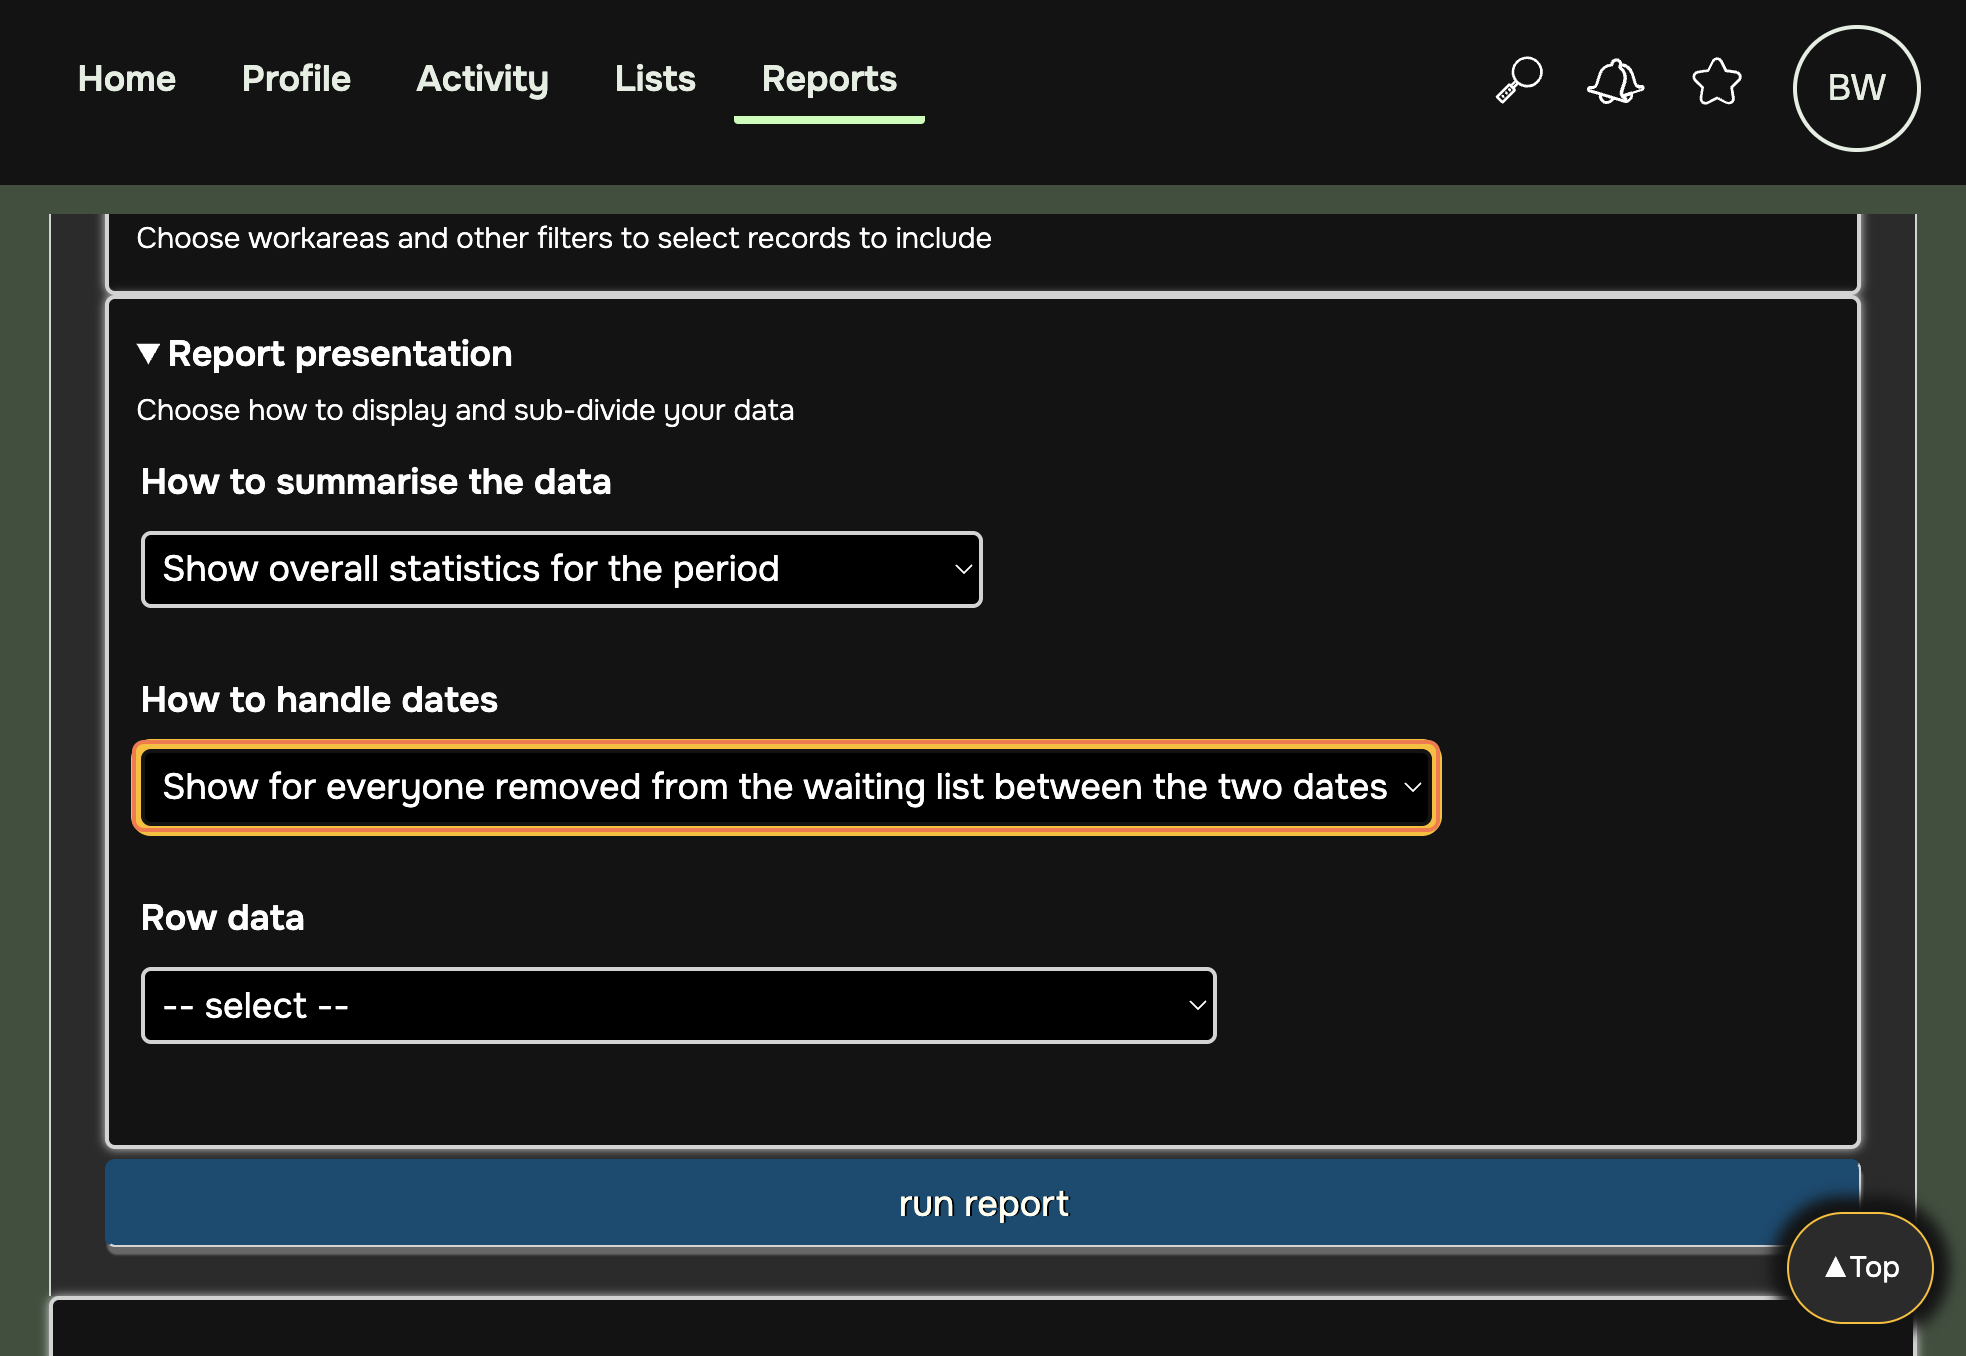 Home Profile Activity Lists Reports BW
Choose workareas and other filters to select records to include
▼ Report presentation
Choose how to display and sub-divide your data
How to summarise the data
Show overall statistics for the period
How to handle dates
Show for everyone removed from the waiting list between the two dates
Row data
-- select --
run report
▲Top